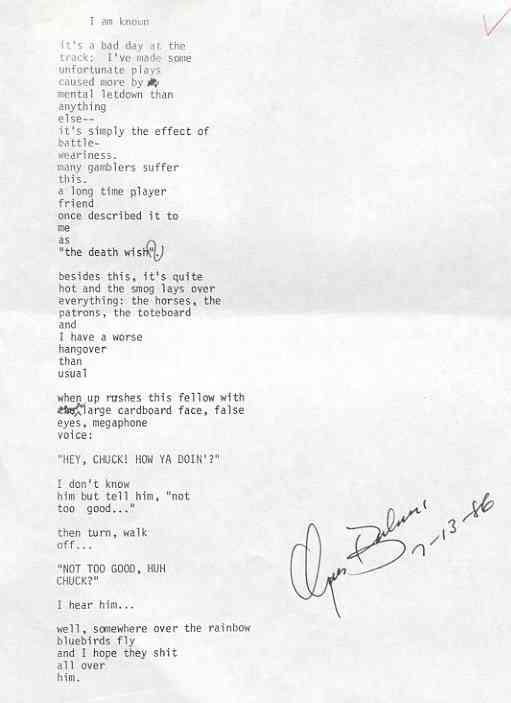 I am known
it's a bad day at the
track: I've made some
unfortunate plays
caused more by
mental letdown than
anything
else--
it's simply the effect of
battle-
weariness.
many gamblers suffer
this.
a long time player
friend
once described it to
me
as
"the death wish".
besides this, it's quite
hot and the smog lays over
everything: the horses, the
patrons, the toteboard
and
I have a worse
hangover
than
usual
when up rushes this fellow with
large cardboard face, false
eyes, megaphone
voice:
"HEY, CHUCK! HOW YA DOIN'?"
I don't know
him but tell him, "not
too good..."
then turn, walk
off...
"NOT TOO GOOD, HUH
CHUCK?"
I hear him...
well, somewhere over the rainbow
bluebirds fly
and I hope they shit
all over
him.
7-13-86